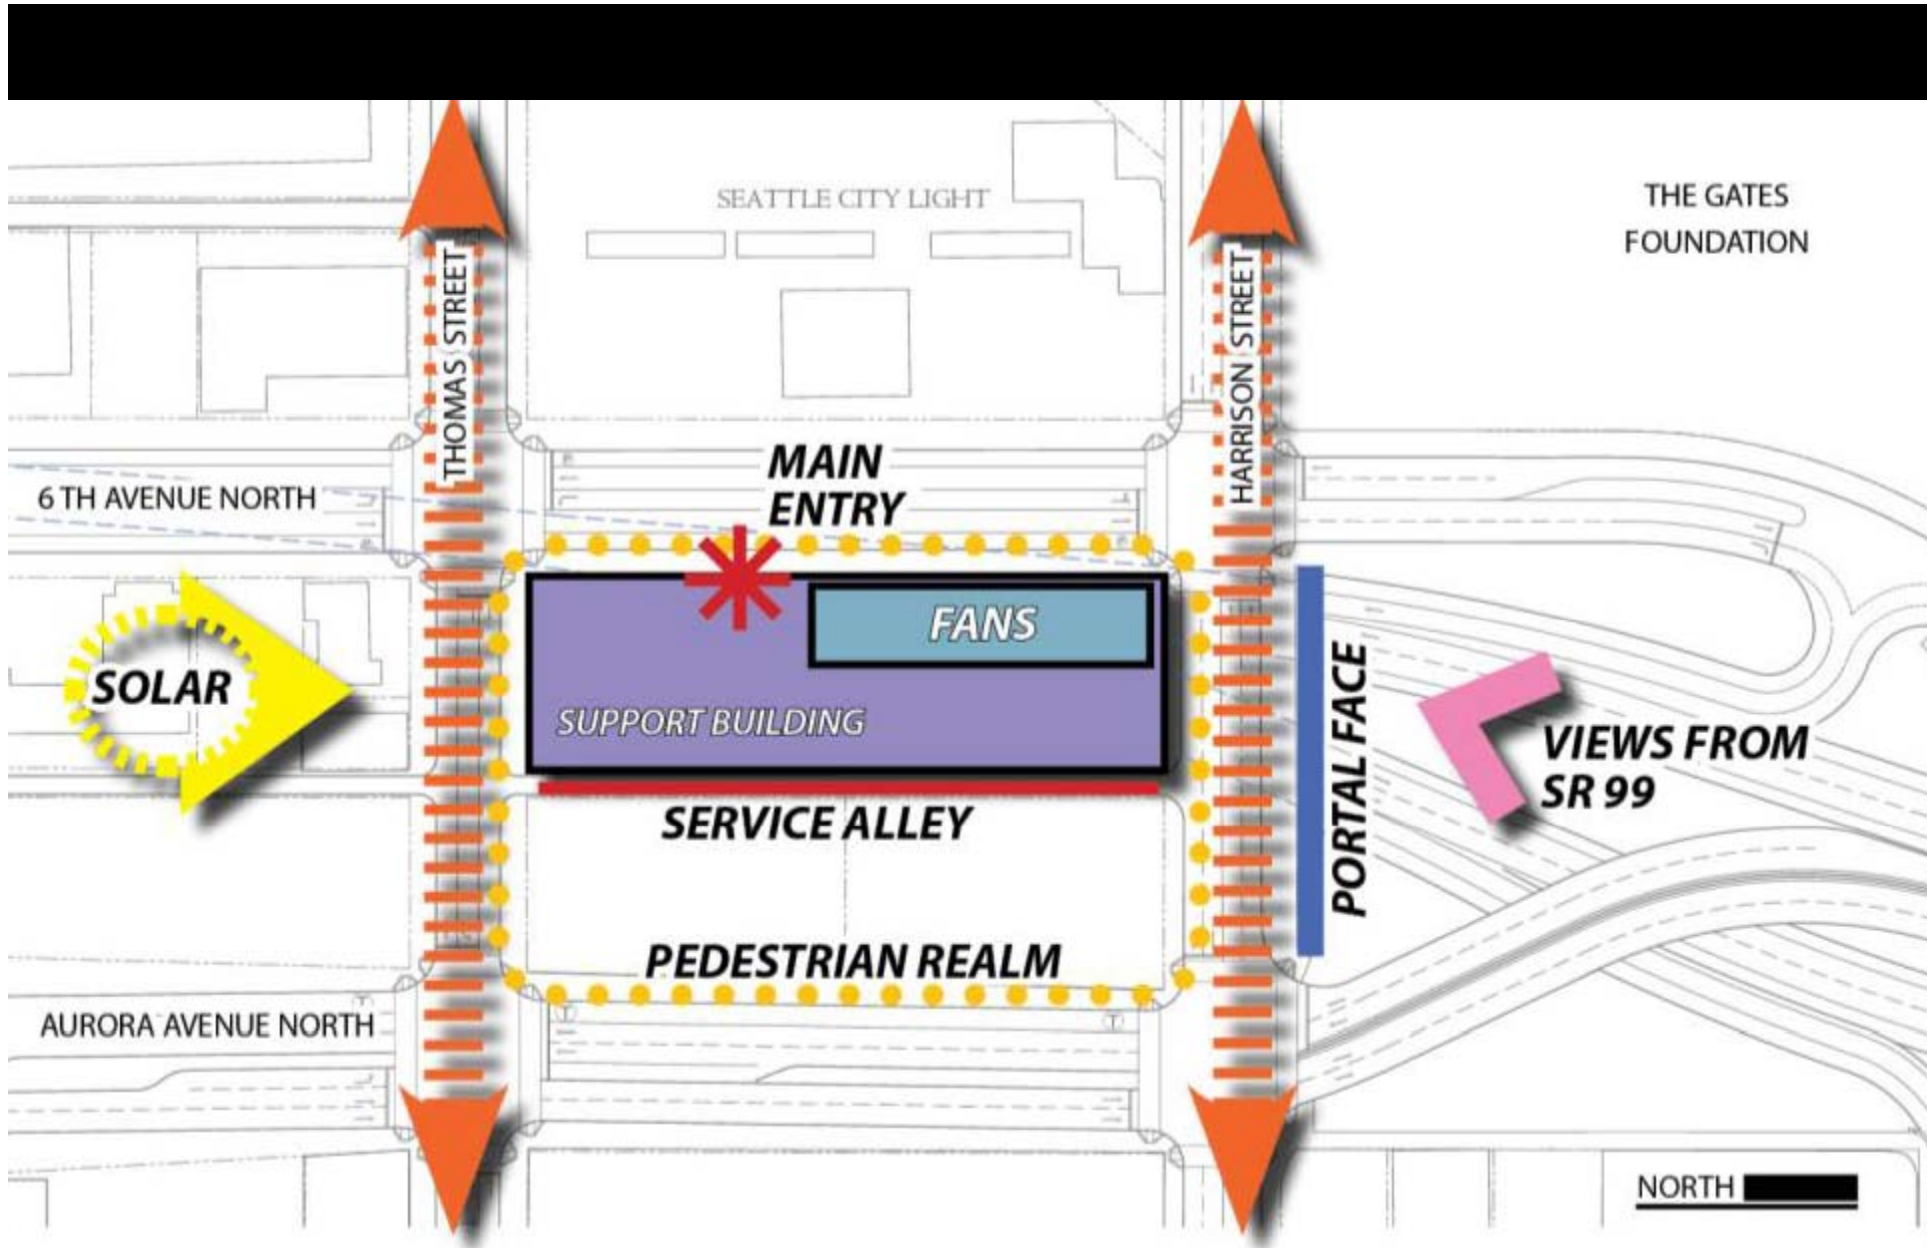 SEATTLE CITY LIGHT
THE GATES
FOUNDATION
THOMAS STREET
HARRISON STREET
MAIN
ENTRY
6 TH AVENUE NORTH
FANS
SOLAR
SUPPORT BUILDING
PORTAL FACE
VIEWS FROM
SR 99
SERVICE ALLEY
PEDESTRIAN REALM
AURORA AVENUE NORTH
T
T
T
NORTH